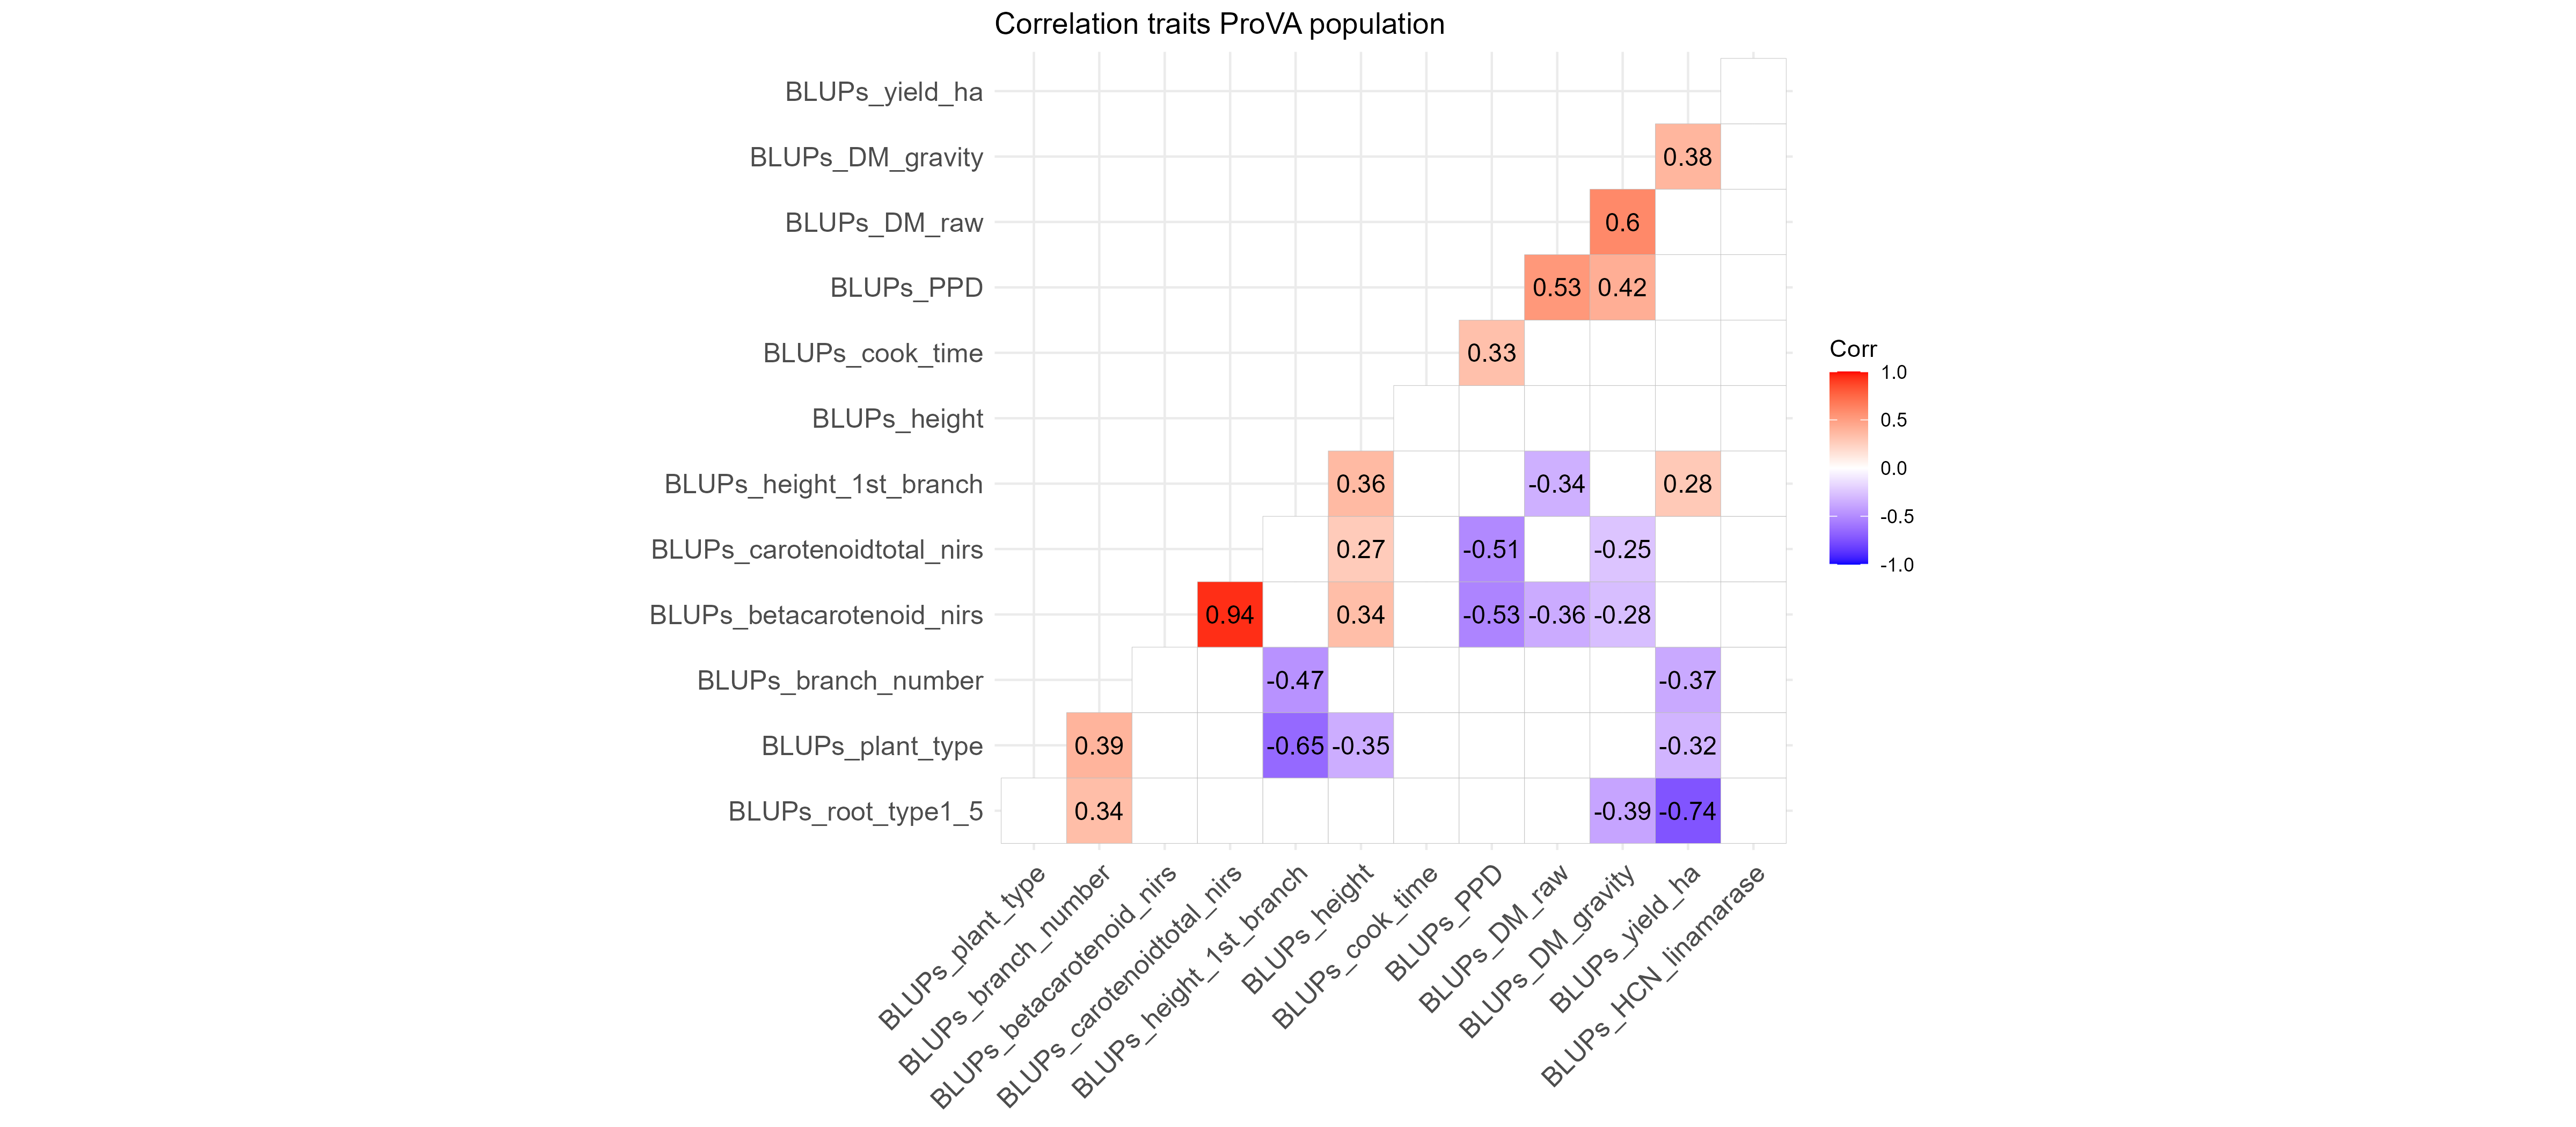 Correlation traits ProVA population
BLUPs_yield_ha
BLUPs_DM_gravity 0.38
BLUPs_DM_raw 0.6
BLUPs_PPD 0.53 0.42
BLUPs_cook_time 0.33
BLUPs_height
BLUPs_height_1st_branch 0.36 -0.34 0.28
BLUPs_carotenoidtotal_nirs 0.27 -0.51 -0.25
BLUPs_betacarotenoid_nirs 0.94 0.34 -0.53 -0.36 -0.28
BLUPs_branch_number -0.47 -0.37
BLUPs_plant_type 0.39 -0.65 -0.35 -0.32
BLUPs_root_type1_5 0.34 -0.39 -0.74
BLUPs_plant_type
BLUPs_branch_number
BLUPs_betacarotenoid_nirs
BLUPs_carotenoidtotal_nirs
BLUPs_height_1st_branch
BLUPs_height
BLUPs_cook_time
BLUPs_PPD
BLUPs_DM_raw
BLUPs_DM_gravity
BLUPs_yield_ha
BLUPs_HCN_linamarase
Corr
1.0
0.5
0.0
-0.5
-1.0